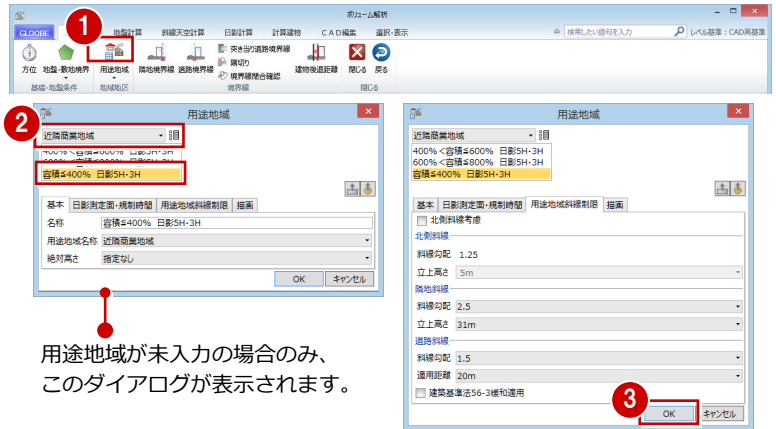 ボリューム解析
GLOOBE
地盤計算 斜線天空計算 日影計算 計算建物 CAD編集 選択・表示
検索したい語句を入力
レベル基準：CAD高基準
1
突き当り道路境界線
隅切り
境界線閉合確認
方位 地盤・敷地境界 用途地域 隣地境界線 道路境界線 建物後退距離 閉じる 戻る
基礎・地盤条件 地域地区 境界線 閉じる
2
用途地域
近隣商業地域
400%＜容積≦600% 日影5H・3H
容積≦400% 日影5H・3H
基本 日影測定面・規制時間 用途地域斜線制限 描画
名称 容積≦400% 日影5H・3H
用途地域名称 近隣商業地域
絶対高さ 指定なし
OK キャンセル
用途地域が未入力の場合のみ、
このダイアログが表示されます。
用途地域
近隣商業地域
400%＜容積≦600% 日影5H・3H
600%＜容積≦800% 日影5H・3H
容積≦400% 日影5H・3H
基本 日影測定面・規制時間 用途地域斜線制限 描画
北側斜線考慮
北側斜線
斜線勾配 1.25
立上高さ 5m
隣地斜線
斜線勾配 2.5
立上高さ 31m
道路斜線
斜線勾配 1.5
適用距離 20m
建築基準法56-3緩和適用
3
OK キャンセル